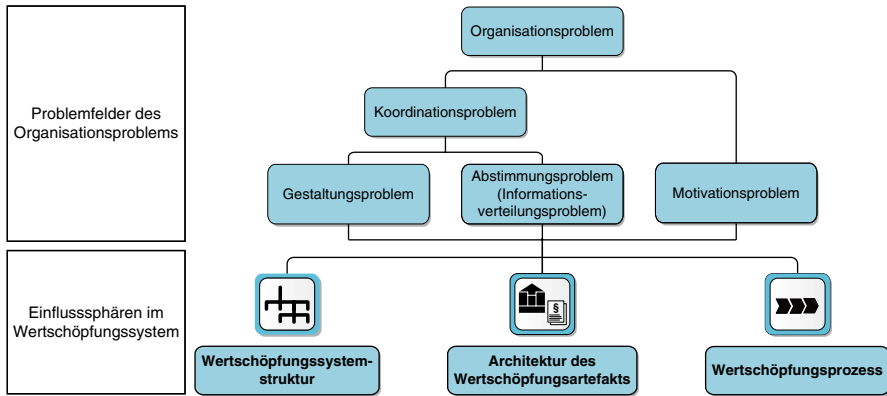 Organisationsproblem
Problemfelder des
Organisationsproblems
Koordinationsproblem
Gestaltungsproblem
Abstimmungsproblem
(Informations-
verteilungsproblem)
Motivationsproblem
Einflusssphären im
Wertschöpfungssystem
§
Wertschöpfungssystem-
struktur
Architektur des
Wertschöpfungsartefakts
Wertschöpfungsprozess